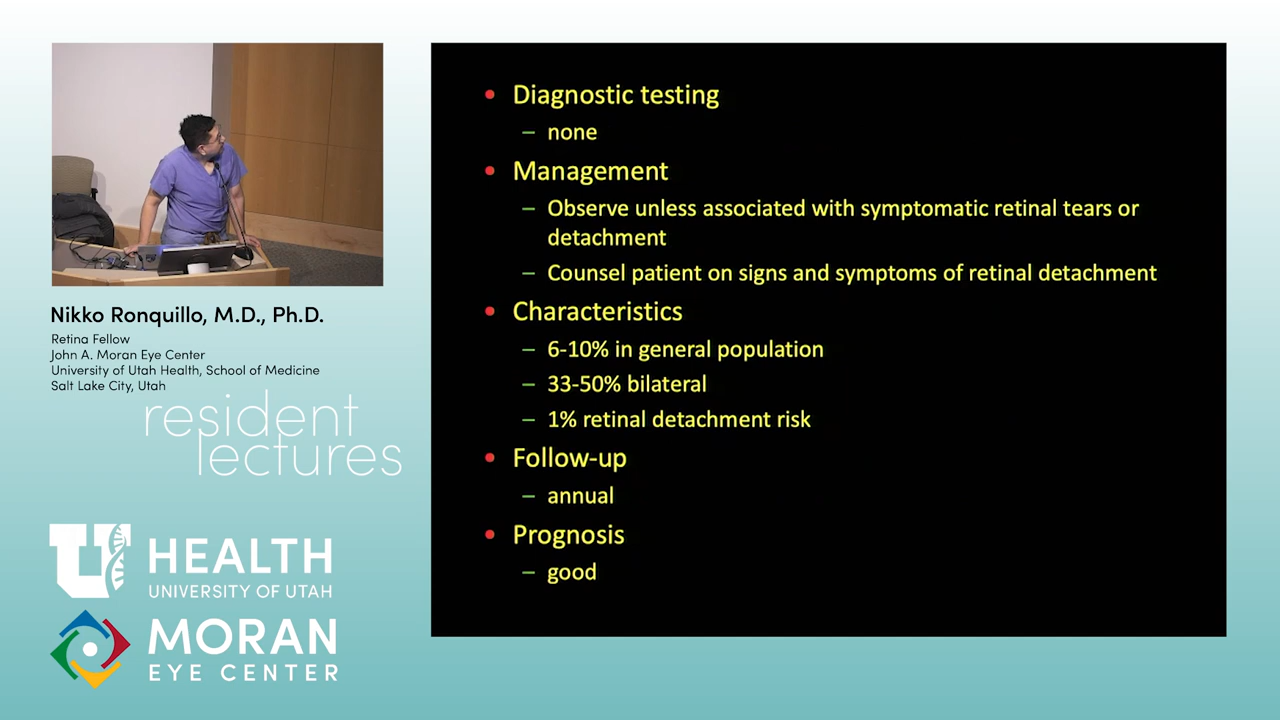 • Diagnostic testing
– none
• Management
– Observe unless associated with symptomatic retinal tears or
detachment
– Counsel patient on signs and symptoms of retinal detachment
• Characteristics
– 6-10% in general population
– 33-50% bilateral
– 1% retinal detachment risk
• Follow-up
– annual
• Prognosis
– good
Nikko Ronquillo, M.D., Ph.D.
Retina Fellow
John A. Moran Eye Center
University of Utah Health, School of Medicine
Salt Lake City, Utah
resident
lectures
U HEALTH
UNIVERSITY OF UTAH
MORAN
EYE CENTER